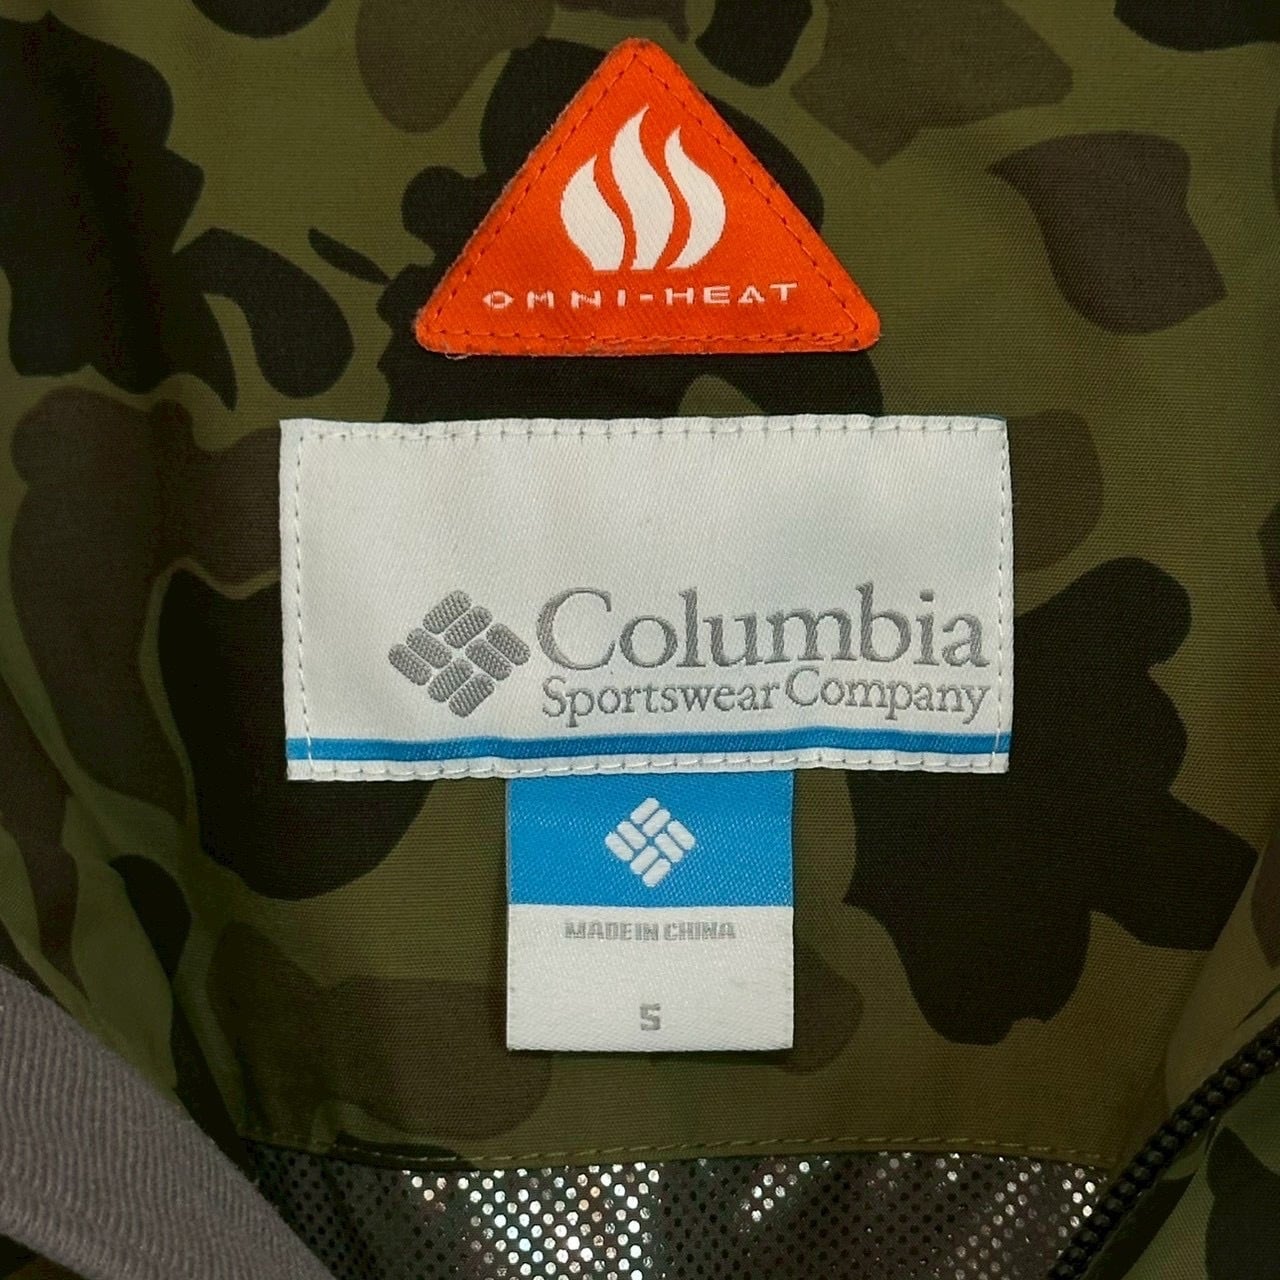 OMNI-HEAT
Columbia
Sportswear Company
MADE IN CHINA
S